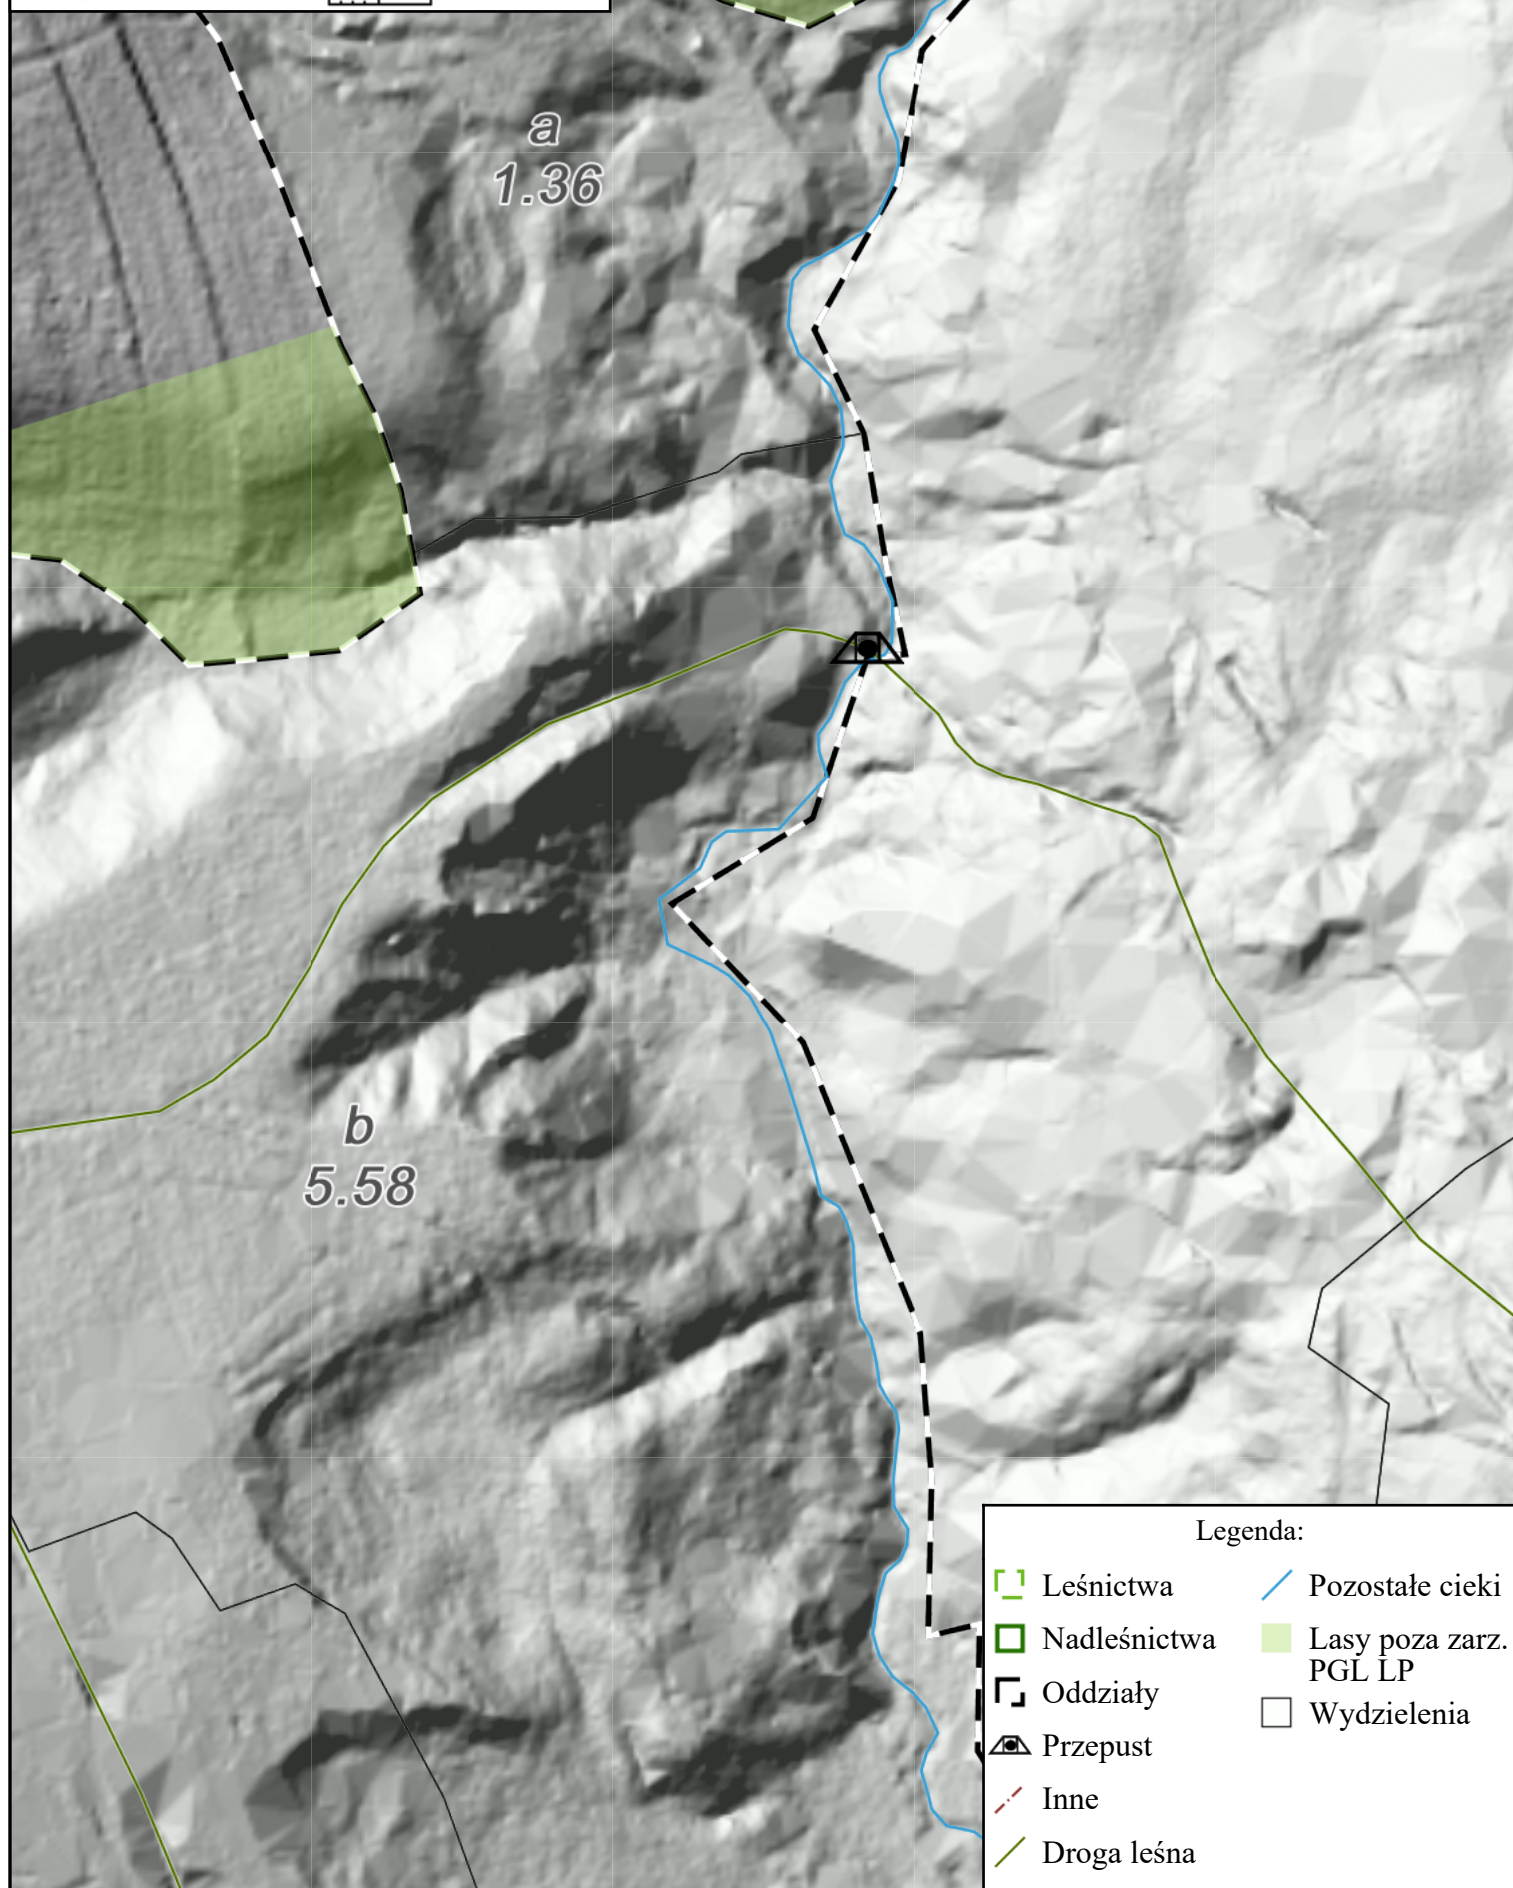 a
1.36
b
5.58
Legenda:
Leśnictwa
Nadleśnictwa
Oddziały
Przepust
Inne
Droga leśna
Pozostałe cieki
Lasy poza zarz.
PGL LP
Wydzielenia